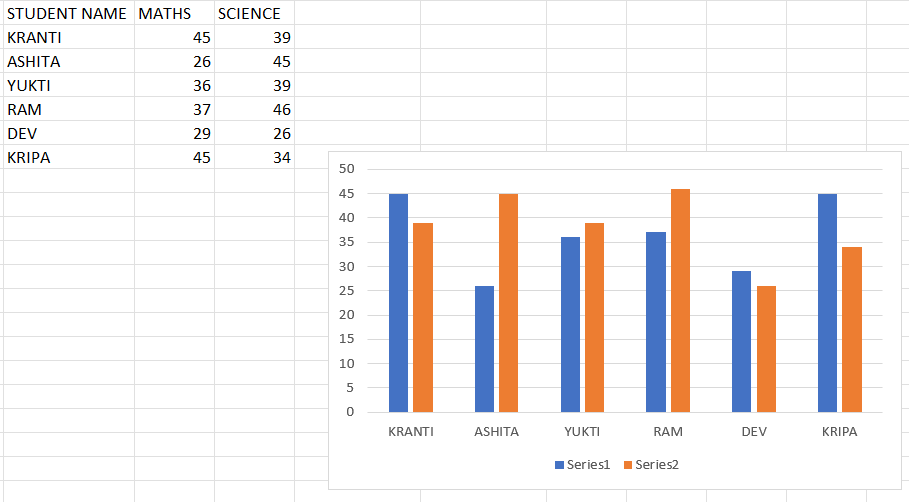 STUDENT NAME MATHS SCIENCE
KRANTI 45 39
ASHITA 26 45
YUKTI 36 39
RAM 37 46
DEV 29 26
KRIPA 45 34
50
45
40
35
30
25
20
15
10
5
0
KRANTI ASHITA YUKTI RAM DEV KRIPA
Series1 Series2